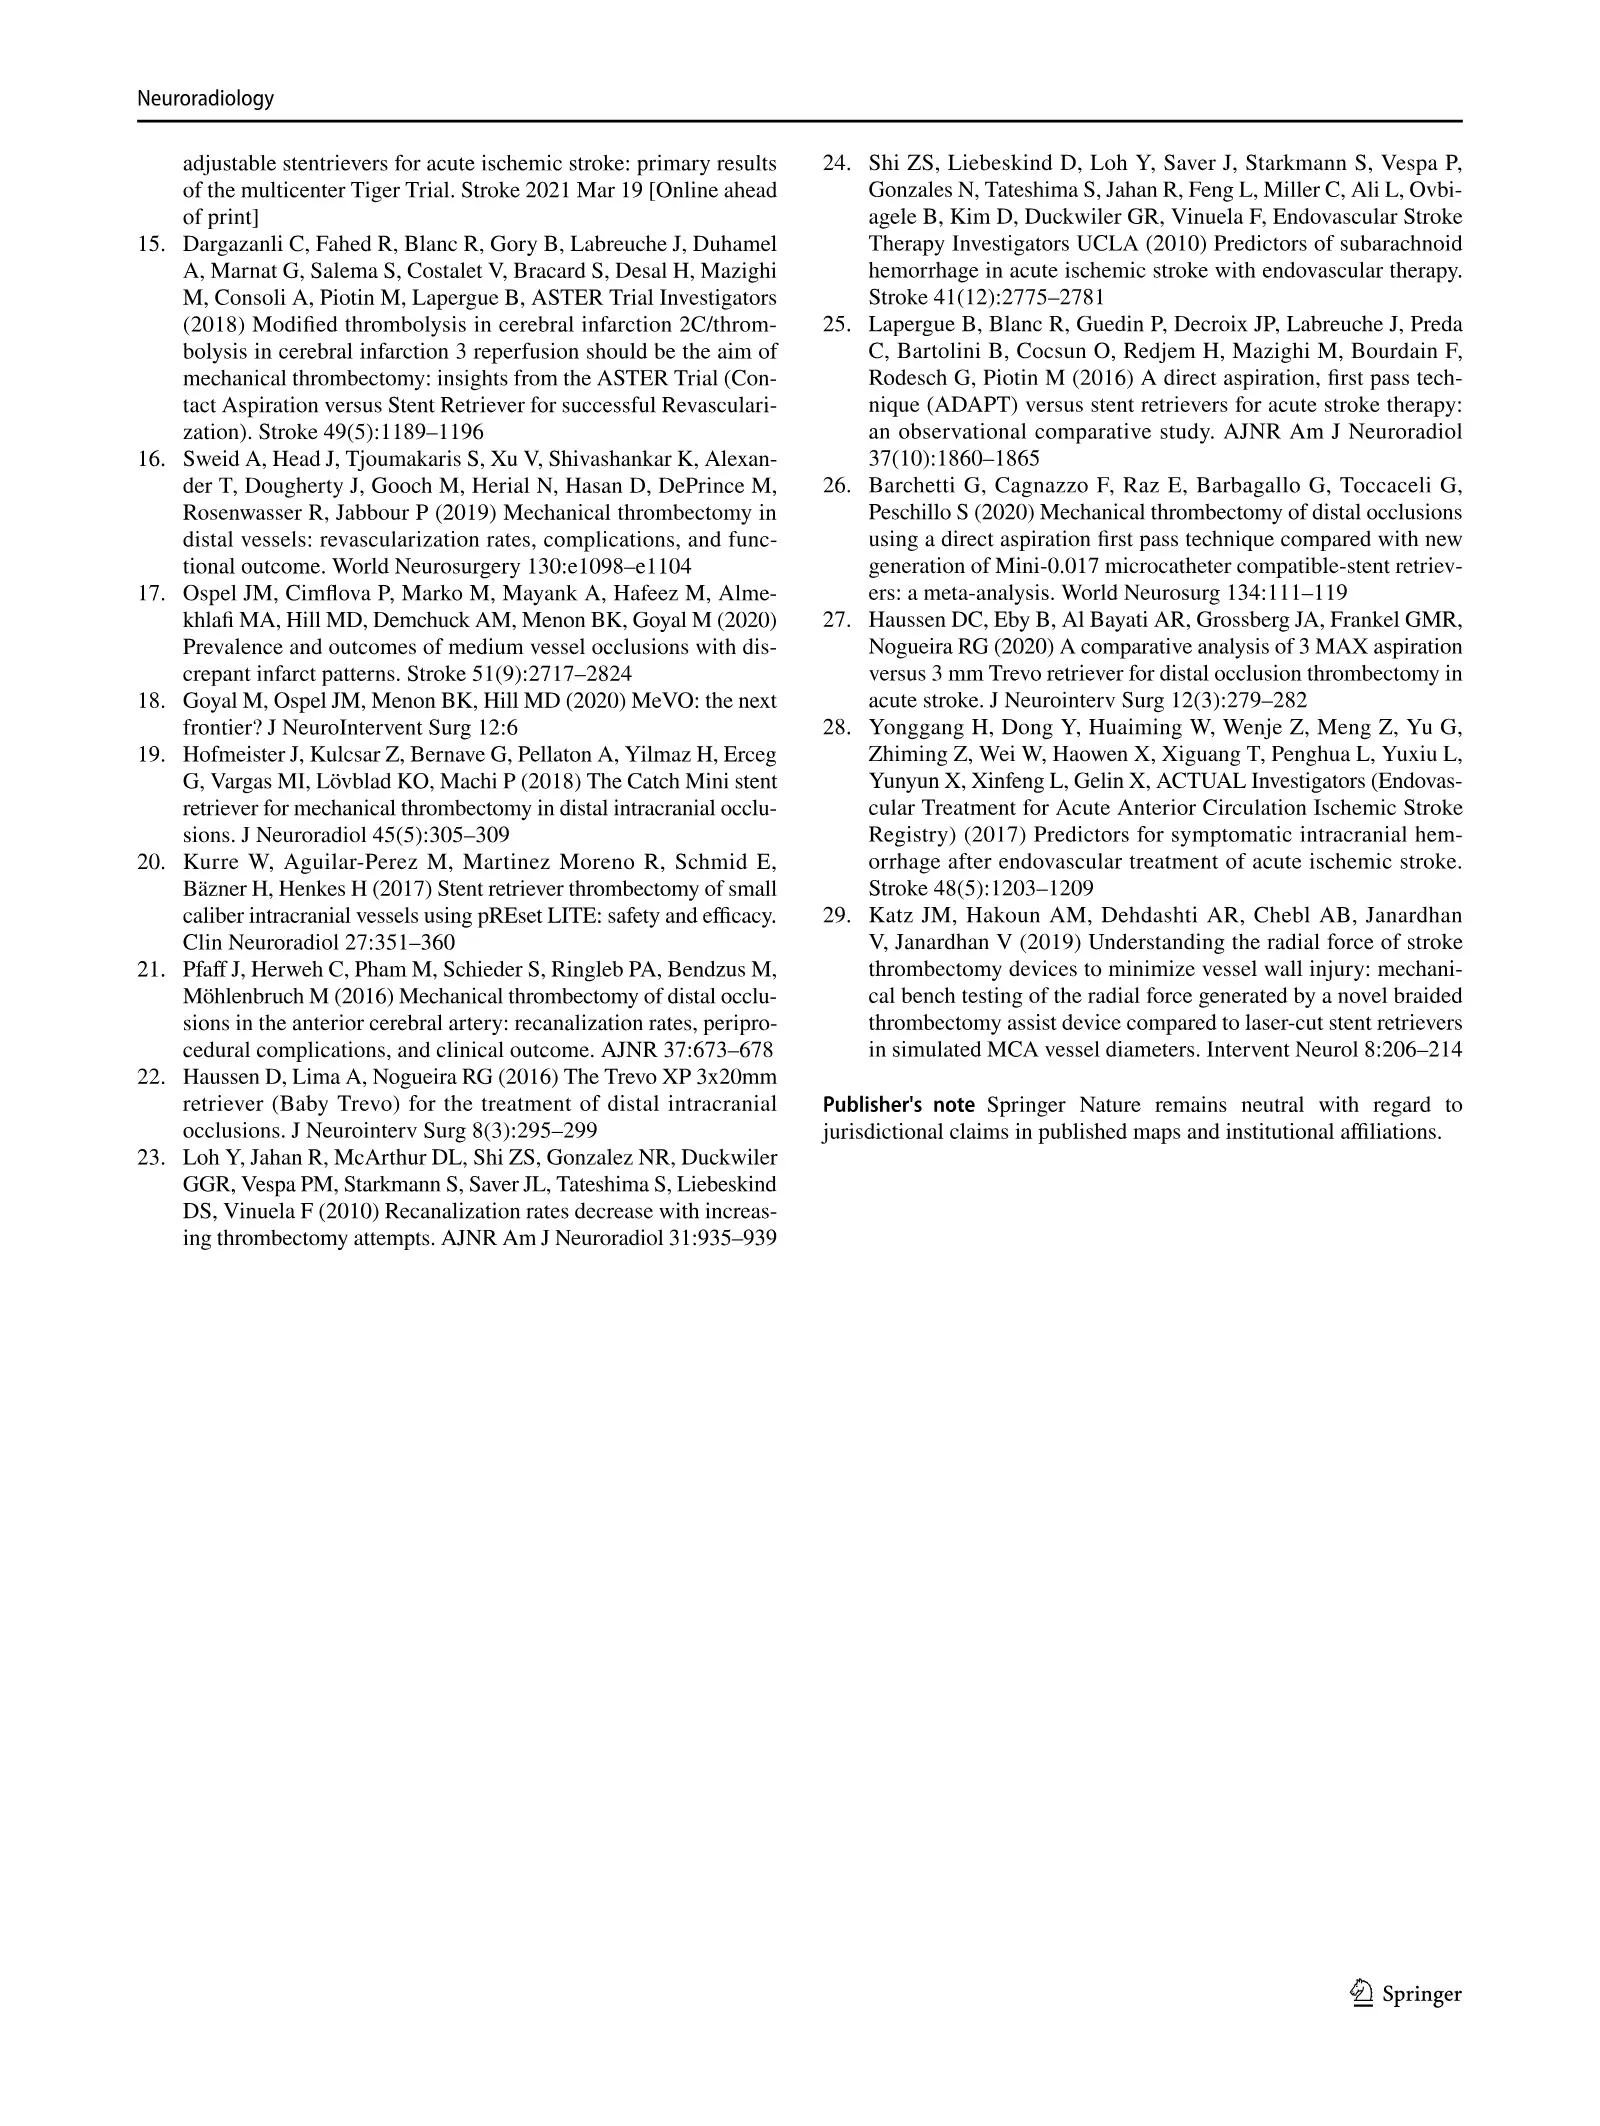 Neuroradiology
adjustable stentrievers for acute ischemic stroke: primary results
of the multicenter Tiger Trial. Stroke 2021 Mar 19 [Online ahead
of print]
15. Dargazanli C, Fahed R, Blanc R, Gory B, Labreuche J, Duhamel
A, Marnat G, Salema S, Costalet V, Bracard S, Desal H, Mazighi
M, Consoli A, Piotin M, Lapergue B, ASTER Trial Investigators
(2018) Modified thrombolysis in cerebral infarction 2C/throm-
bolysis in cerebral infarction 3 reperfusion should be the aim of
mechanical thrombectomy: insights from the ASTER Trial (Con-
tact Aspiration versus Stent Retriever for successful Revasculari-
zation). Stroke 49(5):1189–1196
16. Sweid A, Head J, Tjoumakaris S, Xu V, Shivashankar K, Alexan-
der T, Dougherty J, Gooch M, Herial N, Hasan D, DePrince M,
Rosenwasser R, Jabbour P (2019) Mechanical thrombectomy in
distal vessels: revascularization rates, complications, and func-
tional outcome. World Neurosurgery 130:e1098–e1104
17. Ospel JM, Cimflova P, Marko M, Mayank A, Hafeez M, Alme-
khlafi MA, Hill MD, Demchuck AM, Menon BK, Goyal M (2020)
Prevalence and outcomes of medium vessel occlusions with dis-
crepant infarct patterns. Stroke 51(9):2717–2824
18. Goyal M, Ospel JM, Menon BK, Hill MD (2020) MeVO: the next
frontier? J NeuroIntervent Surg 12:6
19. Hofmeister J, Kulcsar Z, Bernave G, Pellaton A, Yilmaz H, Erceg
G, Vargas MI, Lövblad KO, Machi P (2018) The Catch Mini stent
retriever for mechanical thrombectomy in distal intracranial occlu-
sions. J Neuroradiol 45(5):305–309
20. Kurre W, Aguilar-Perez M, Martinez Moreno R, Schmid E,
Bäzner H, Henkes H (2017) Stent retriever thrombectomy of small
caliber intracranial vessels using pREset LITE: safety and efficacy.
Clin Neuroradiol 27:351–360
21. Pfaff J, Herweh C, Pham M, Schieder S, Ringleb PA, Bendzus M,
Möhlenbruch M (2016) Mechanical thrombectomy of distal occlu-
sions in the anterior cerebral artery: recanalization rates, peripro-
cedural complications, and clinical outcome. AJNR 37:673–678
22. Haussen D, Lima A, Nogueira RG (2016) The Trevo XP 3x20mm
retriever (Baby Trevo) for the treatment of distal intracranial
occlusions. J Neurointerv Surg 8(3):295–299
23. Loh Y, Jahan R, McArthur DL, Shi ZS, Gonzalez NR, Duckwiler
GGR, Vespa PM, Starkmann S, Saver JL, Tateshima S, Liebeskind
DS, Vinuela F (2010) Recanalization rates decrease with increas-
ing thrombectomy attempts. AJNR Am J Neuroradiol 31:935–939
24. Shi ZS, Liebeskind D, Loh Y, Saver J, Starkmann S, Vespa P,
Gonzales N, Tateshima S, Jahan R, Feng L, Miller C, Ali L, Ovbi-
agele B, Kim D, Duckwiler GR, Vinuela F, Endovascular Stroke
Therapy Investigators UCLA (2010) Predictors of subarachnoid
hemorrhage in acute ischemic stroke with endovascular therapy.
Stroke 41(12):2775–2781
25. Lapergue B, Blanc R, Guedin P, Decroix JP, Labreuche J, Preda
C, Bartolini B, Cocsun O, Redjem H, Mazighi M, Bourdain F,
Rodesch G, Piotin M (2016) A direct aspiration, first pass tech-
nique (ADAPT) versus stent retrievers for acute stroke therapy:
an observational comparative study. AJNR Am J Neuroradiol
37(10):1860–1865
26. Barchetti G, Cagnazzo F, Raz E, Barbagallo G, Toccaceli G,
Peschillo S (2020) Mechanical thrombectomy of distal occlusions
using a direct aspiration first pass technique compared with new
generation of Mini-0.017 microcatheter compatible-stent retriev-
ers: a meta-analysis. World Neurosurg 134:111–119
27. Haussen DC, Eby B, Al Bayati AR, Grossberg JA, Frankel GMR,
Nogueira RG (2020) A comparative analysis of 3 MAX aspiration
versus 3 mm Trevo retriever for distal occlusion thrombectomy in
acute stroke. J Neurointerv Surg 12(3):279–282
28. Yonggang H, Dong Y, Huaiming W, Wenje Z, Meng Z, Yu G,
Zhiming Z, Wei W, Haowen X, Xiguang T, Penghua L, Yuxiu L,
Yunyun X, Xinfeng L, Gelin X, ACTUAL Investigators (Endovas-
cular Treatment for Acute Anterior Circulation Ischemic Stroke
Registry) (2017) Predictors for symptomatic intracranial hem-
orrhage after endovascular treatment of acute ischemic stroke.
Stroke 48(5):1203–1209
29. Katz JM, Hakoun AM, Dehdashti AR, Chebl AB, Janardhan
V, Janardhan V (2019) Understanding the radial force of stroke
thrombectomy devices to minimize vessel wall injury: mechani-
cal bench testing of the radial force generated by a novel braided
thrombectomy assist device compared to laser-cut stent retrievers
in simulated MCA vessel diameters. Intervent Neurol 8:206–214
Publisher's note Springer Nature remains neutral with regard to
jurisdictional claims in published maps and institutional affiliations.
Springer